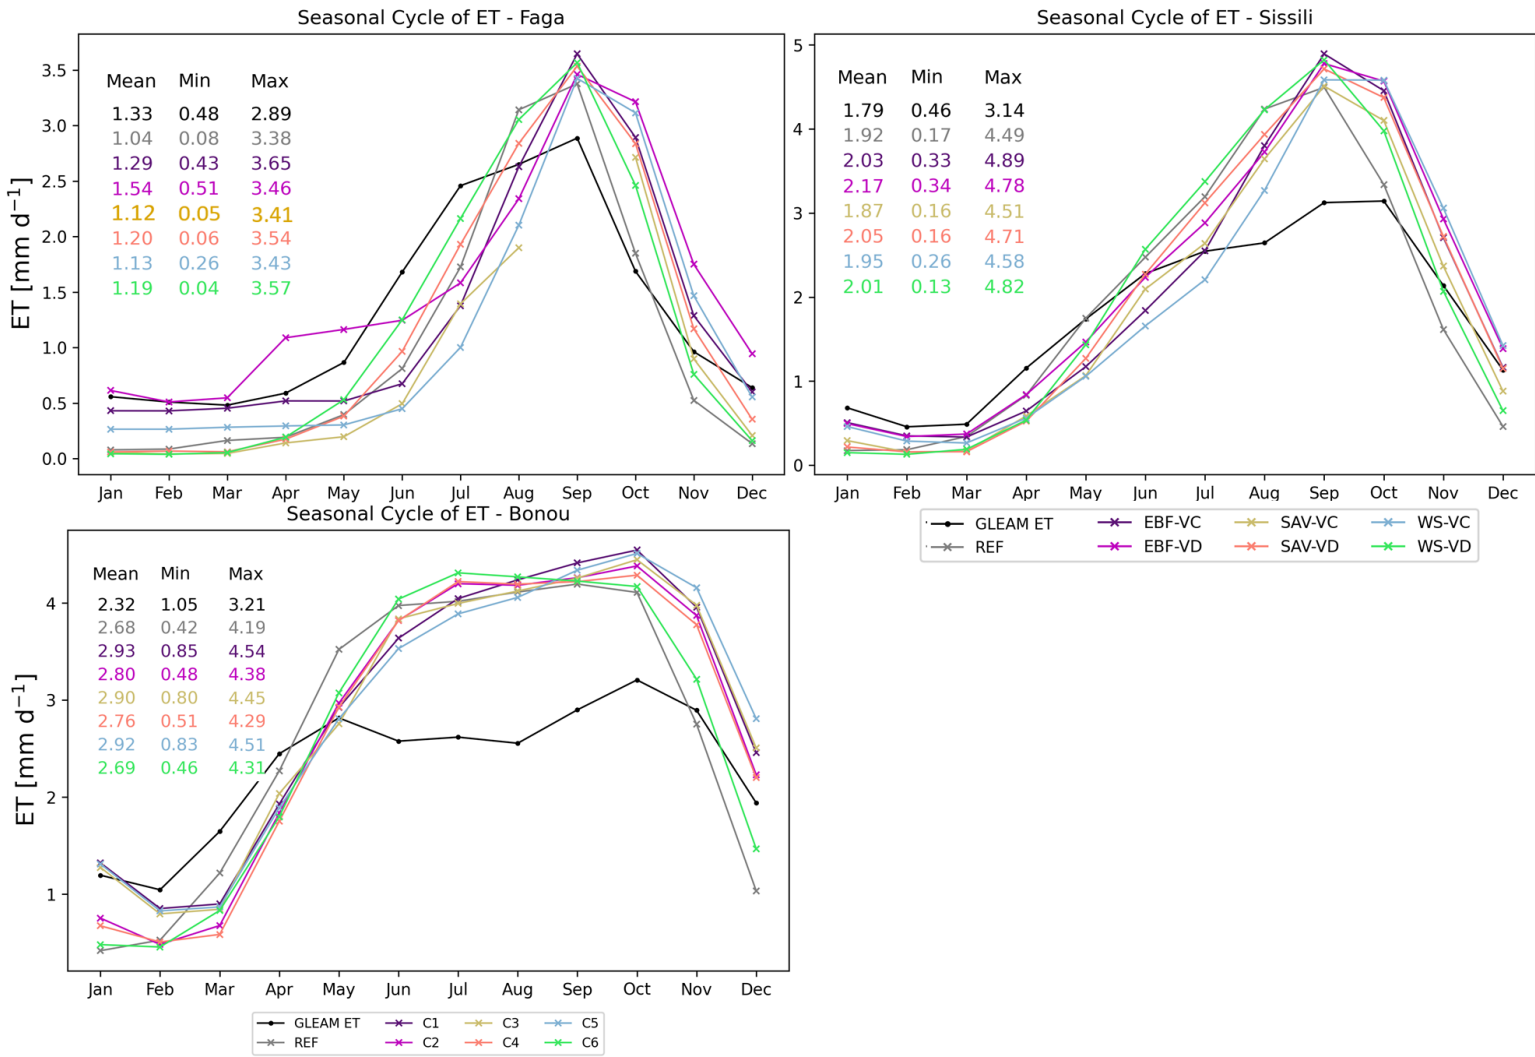 Seasonal Cycle of ET - Faga
ET [mm d⁻¹]
3.5
3.0
2.5
2.0
1.5
1.0
0.5
0.0
Mean Min Max
1.33 0.48 2.89
1.04 0.08 3.38
1.29 0.43 3.65
1.54 0.51 3.46
1.12 0.05 3.41
1.20 0.06 3.54
1.13 0.26 3.43
1.19 0.04 3.57
Jan Feb Mar Apr May Jun Jul Aug Sep Oct Nov Dec
Seasonal Cycle of ET - Sissili
5
4
3
2
1
0
Mean Min Max
1.79 0.46 3.14
1.92 0.17 4.49
2.03 0.33 4.89
2.17 0.34 4.78
1.87 0.16 4.51
2.05 0.16 4.71
1.95 0.26 4.58
2.01 0.13 4.82
Jan Feb Mar Apr May Jun Jul Aug Sep Oct Nov Dec
GLEAM ET EBF-VC SAV-VC WS-VC
REF EBF-VD SAV-VD WS-VD
Seasonal Cycle of ET - Bonou
ET [mm d⁻¹]
4
3
2
1
Mean Min Max
2.32 1.05 3.21
2.68 0.42 4.19
2.93 0.85 4.54
2.80 0.48 4.38
2.90 0.80 4.45
2.76 0.51 4.29
2.92 0.83 4.51
2.69 0.46 4.31
Jan Feb Mar Apr May Jun Jul Aug Sep Oct Nov Dec
GLEAM ET C1 C3 C5
REF C2 C4 C6